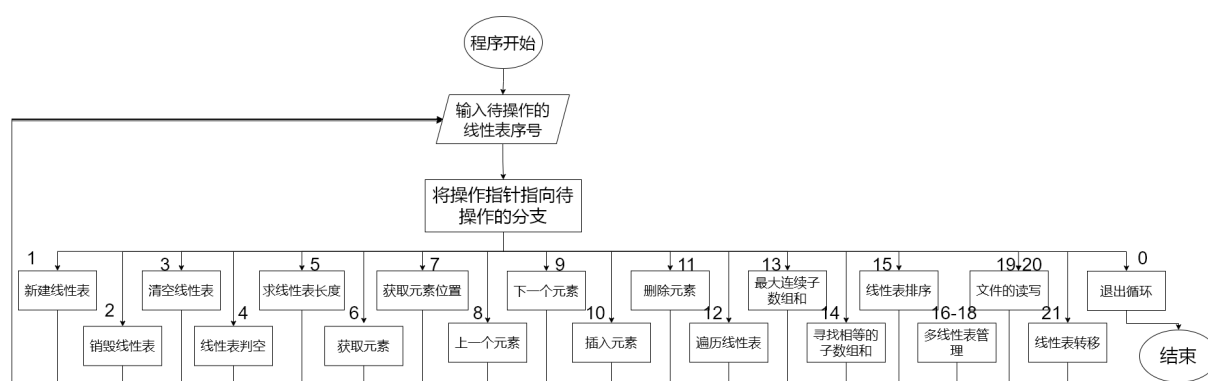 程序开始
输入待操作的
线性表序号
将操作指针指向待
操作的分支
1
3
5
7
9
11
13
15
19-20
0
新建线性表
清空线性表
求线性表长度
获取元素位置
下一个元素
删除元素
最大连续子
数组和
线性表排序
文件的读写
退出循环
2
4
6
8
10
12
14
16-18
21
销毁线性表
线性表判空
获取元素
上一个元素
插入元素
遍历线性表
寻找相等的
子数组和
多线性表管
理
线性表转移
结束